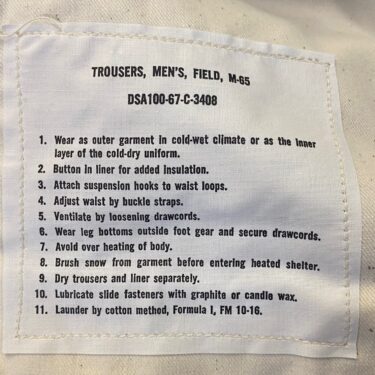 TROUSERS, MEN'S, FIELD, M-65
DSA100-67-C-3408
1. Wear as outer garment in cold-wet climate or as the inner
layer of the cold-dry uniform.
2. Button in liner for added insulation.
3. Attach suspension hooks to waist loops.
4. Adjust waist by buckle straps.
5. Ventilate by loosening drawcords.
6. Wear leg bottoms outside foot gear and secure drawcords.
7. Avoid over heating of body.
8. Brush snow from garment before entering heated shelter.
9. Dry trousers and liner separately.
10. Lubricate slide fasteners with graphite or candle wax.
11. Launder by cotton method, Formula I, FM 10-16.